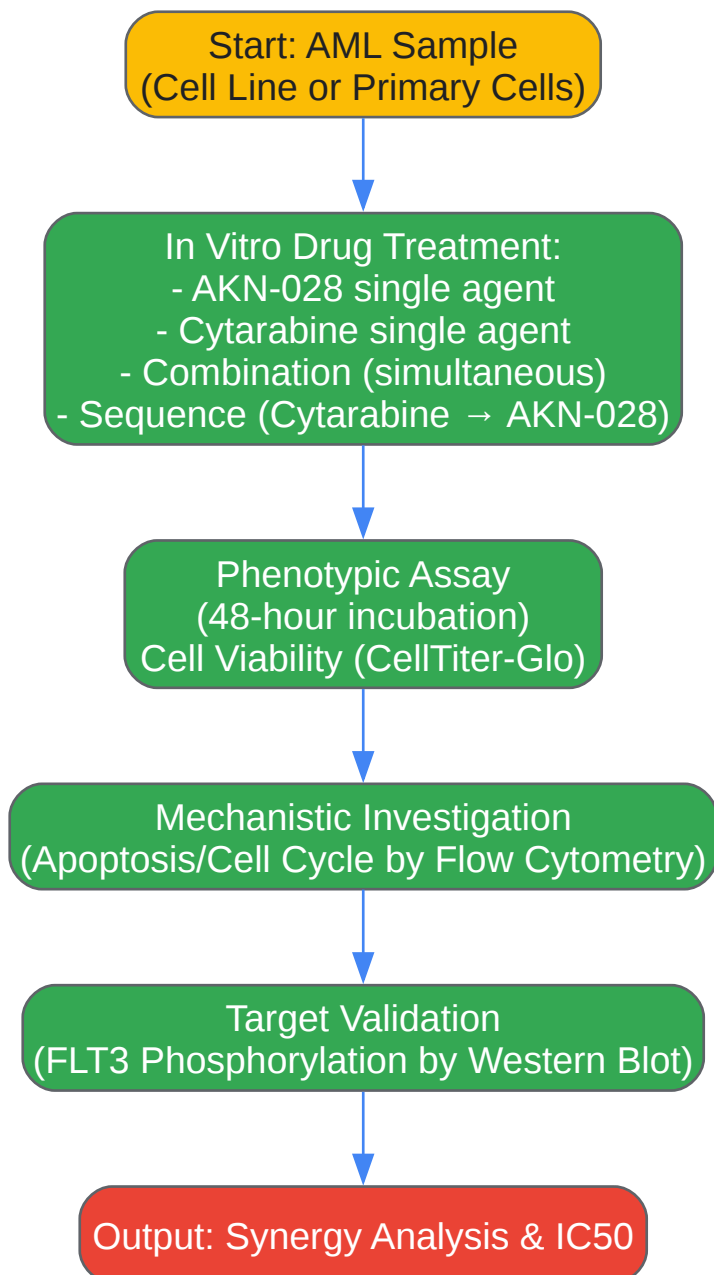 Start: AML Sample
(Cell Line or Primary Cells)
In Vitro Drug Treatment:
- AKN-028 single agent
- Cytarabine single agent
- Combination (simultaneous)
- Sequence (Cytarabine → AKN-028)
Phenotypic Assay
(48-hour incubation)
Cell Viability (CellTiter-Glo)
Mechanistic Investigation
(Apoptosis/Cell Cycle by Flow Cytometry)
Target Validation
(FLT3 Phosphorylation by Western Blot)
Output: Synergy Analysis & IC50